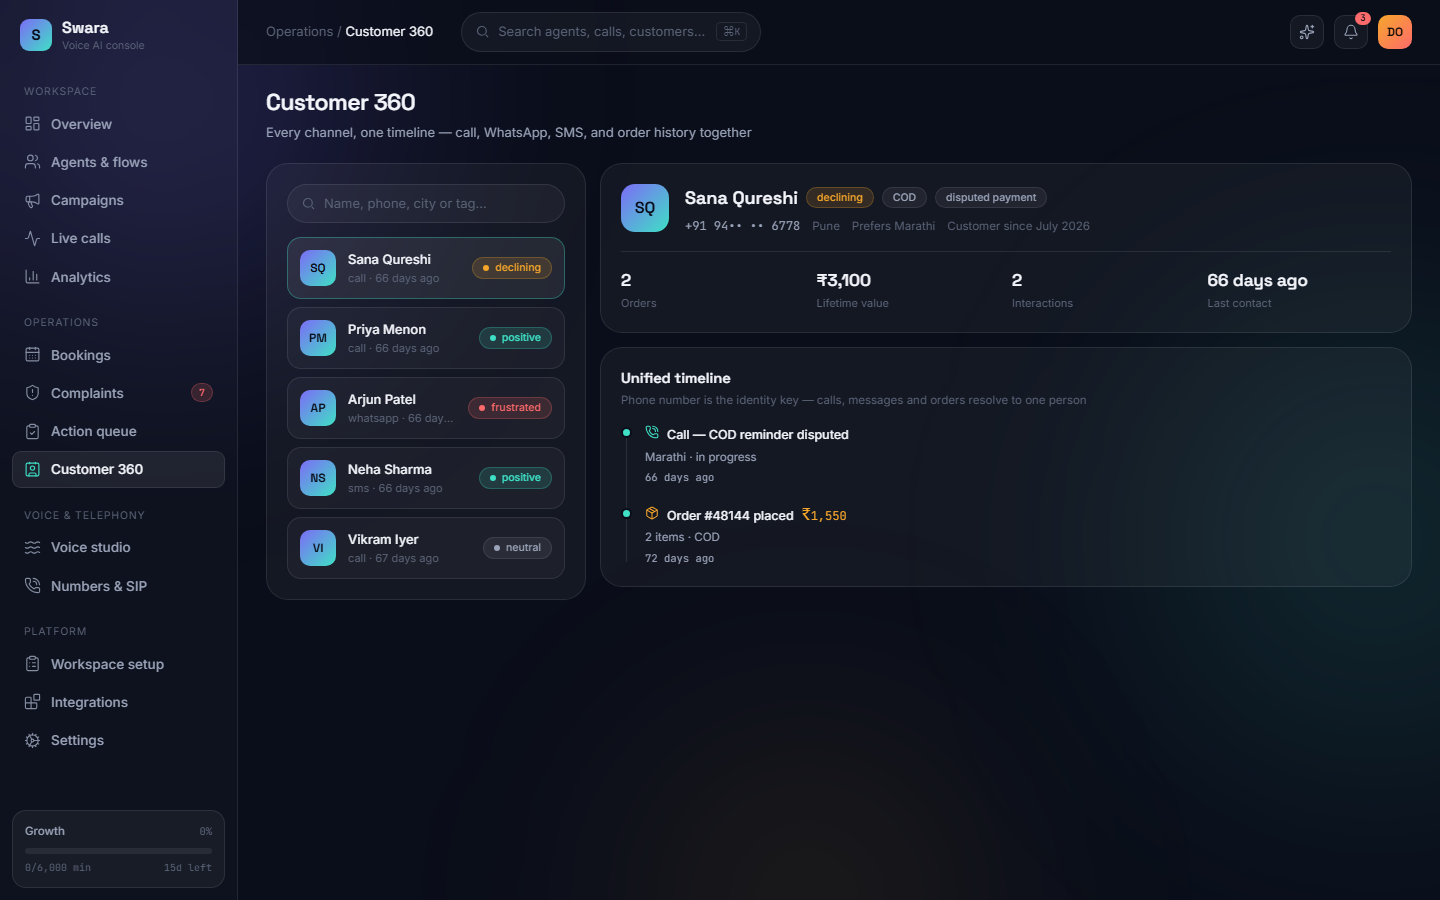 S
Swara
Voice AI console
WORKSPACE
Overview
Agents & flows
Campaigns
Live calls
Analytics
OPERATIONS
Bookings
Complaints 7
Action queue
Customer 360
VOICE & TELEPHONY
Voice studio
Numbers & SIP
PLATFORM
Workspace setup
Integrations
Settings
Growth 0%
0/6,000 min 15d left
Operations / Customer 360
Search agents, calls, customers... ⌘K
3
DO
Customer 360
Every channel, one timeline — call, WhatsApp, SMS, and order history together
Name, phone, city or tag...
SQ
Sana Qureshi
call · 66 days ago
declining
PM
Priya Menon
call · 66 days ago
positive
AP
Arjun Patel
whatsapp · 66 day...
frustrated
NS
Neha Sharma
sms · 66 days ago
positive
VI
Vikram Iyer
call · 67 days ago
neutral
SQ
Sana Qureshi declining COD disputed payment
+91 94•• •• 6778 Pune Prefers Marathi Customer since July 2026
2
Orders
₹3,100
Lifetime value
2
Interactions
66 days ago
Last contact
Unified timeline
Phone number is the identity key — calls, messages and orders resolve to one person
Call — COD reminder disputed
Marathi · in progress
66 days ago
Order #48144 placed ₹1,550
2 items · COD
72 days ago